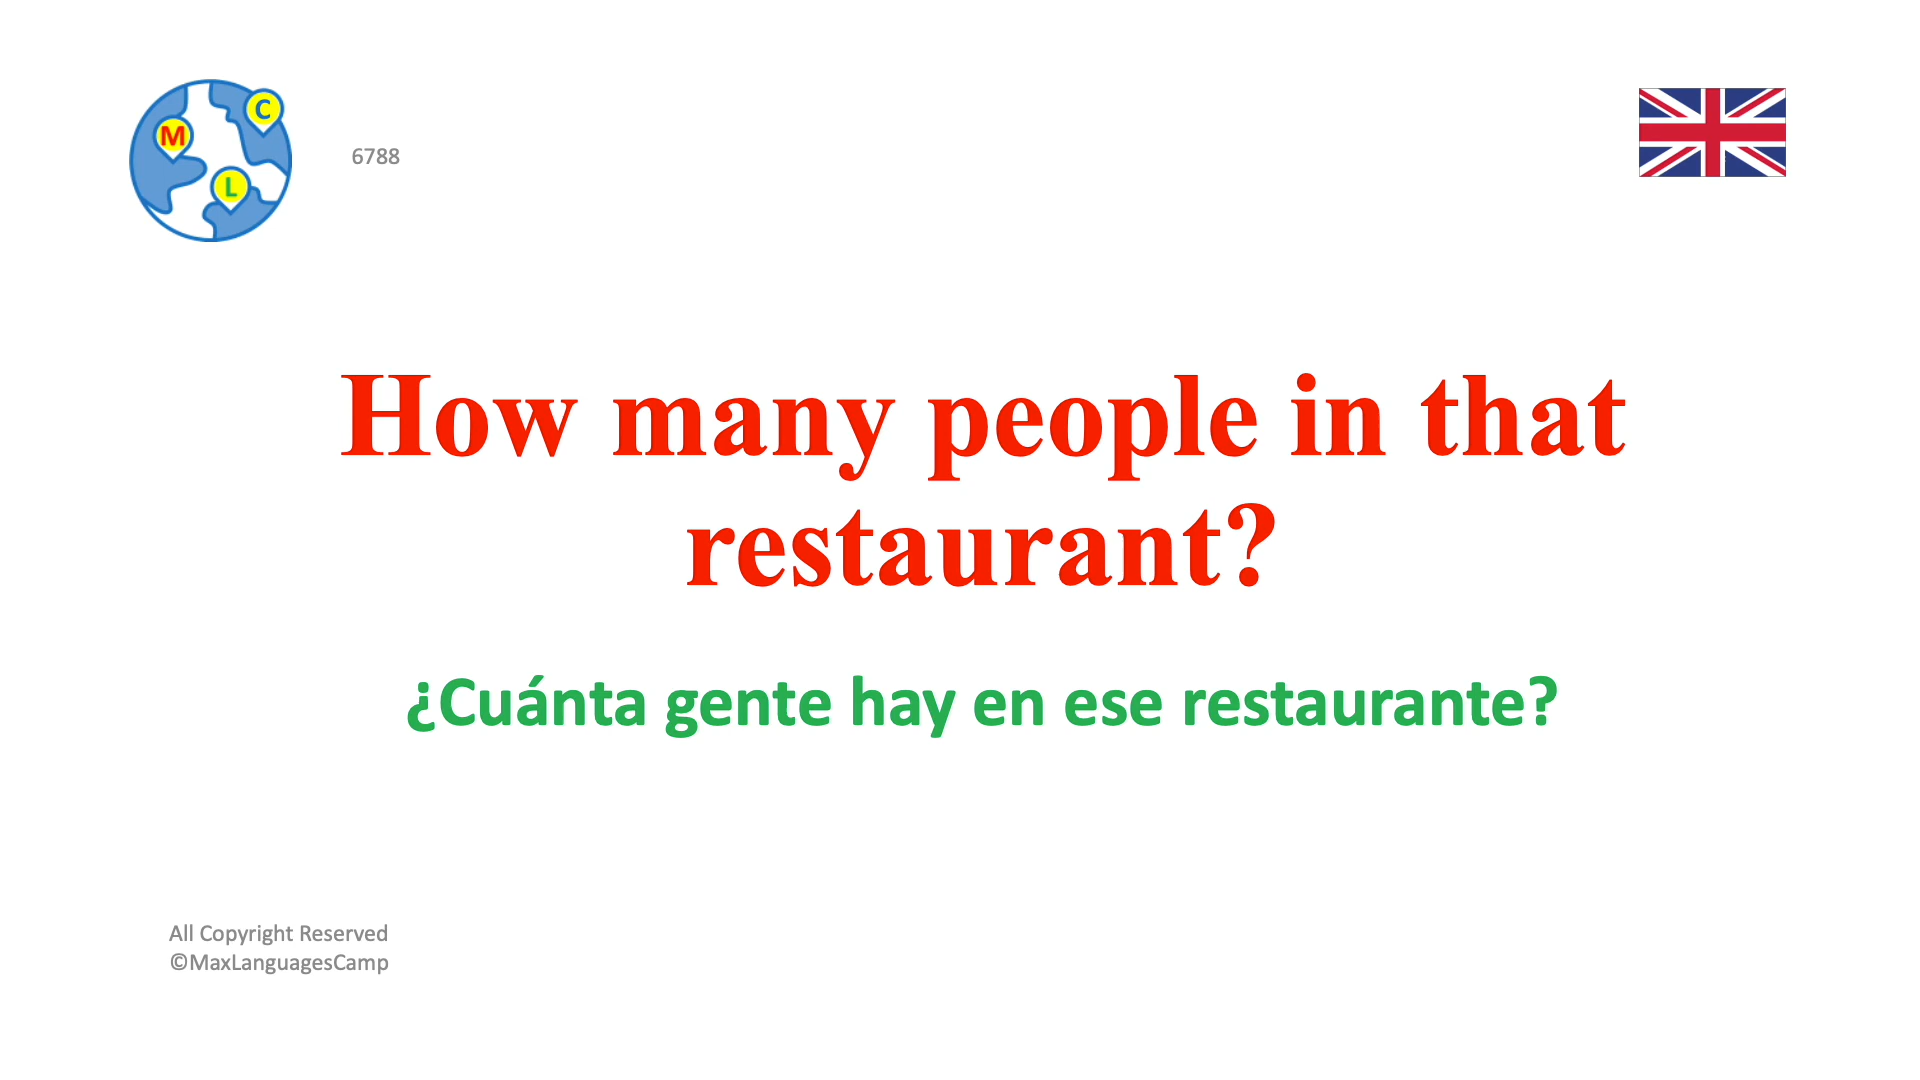 M
C
L
6788
How many people in that
restaurant?
¿Cuánta gente hay en ese restaurante?
All Copyright Reserved
©MaxLanguagesCamp